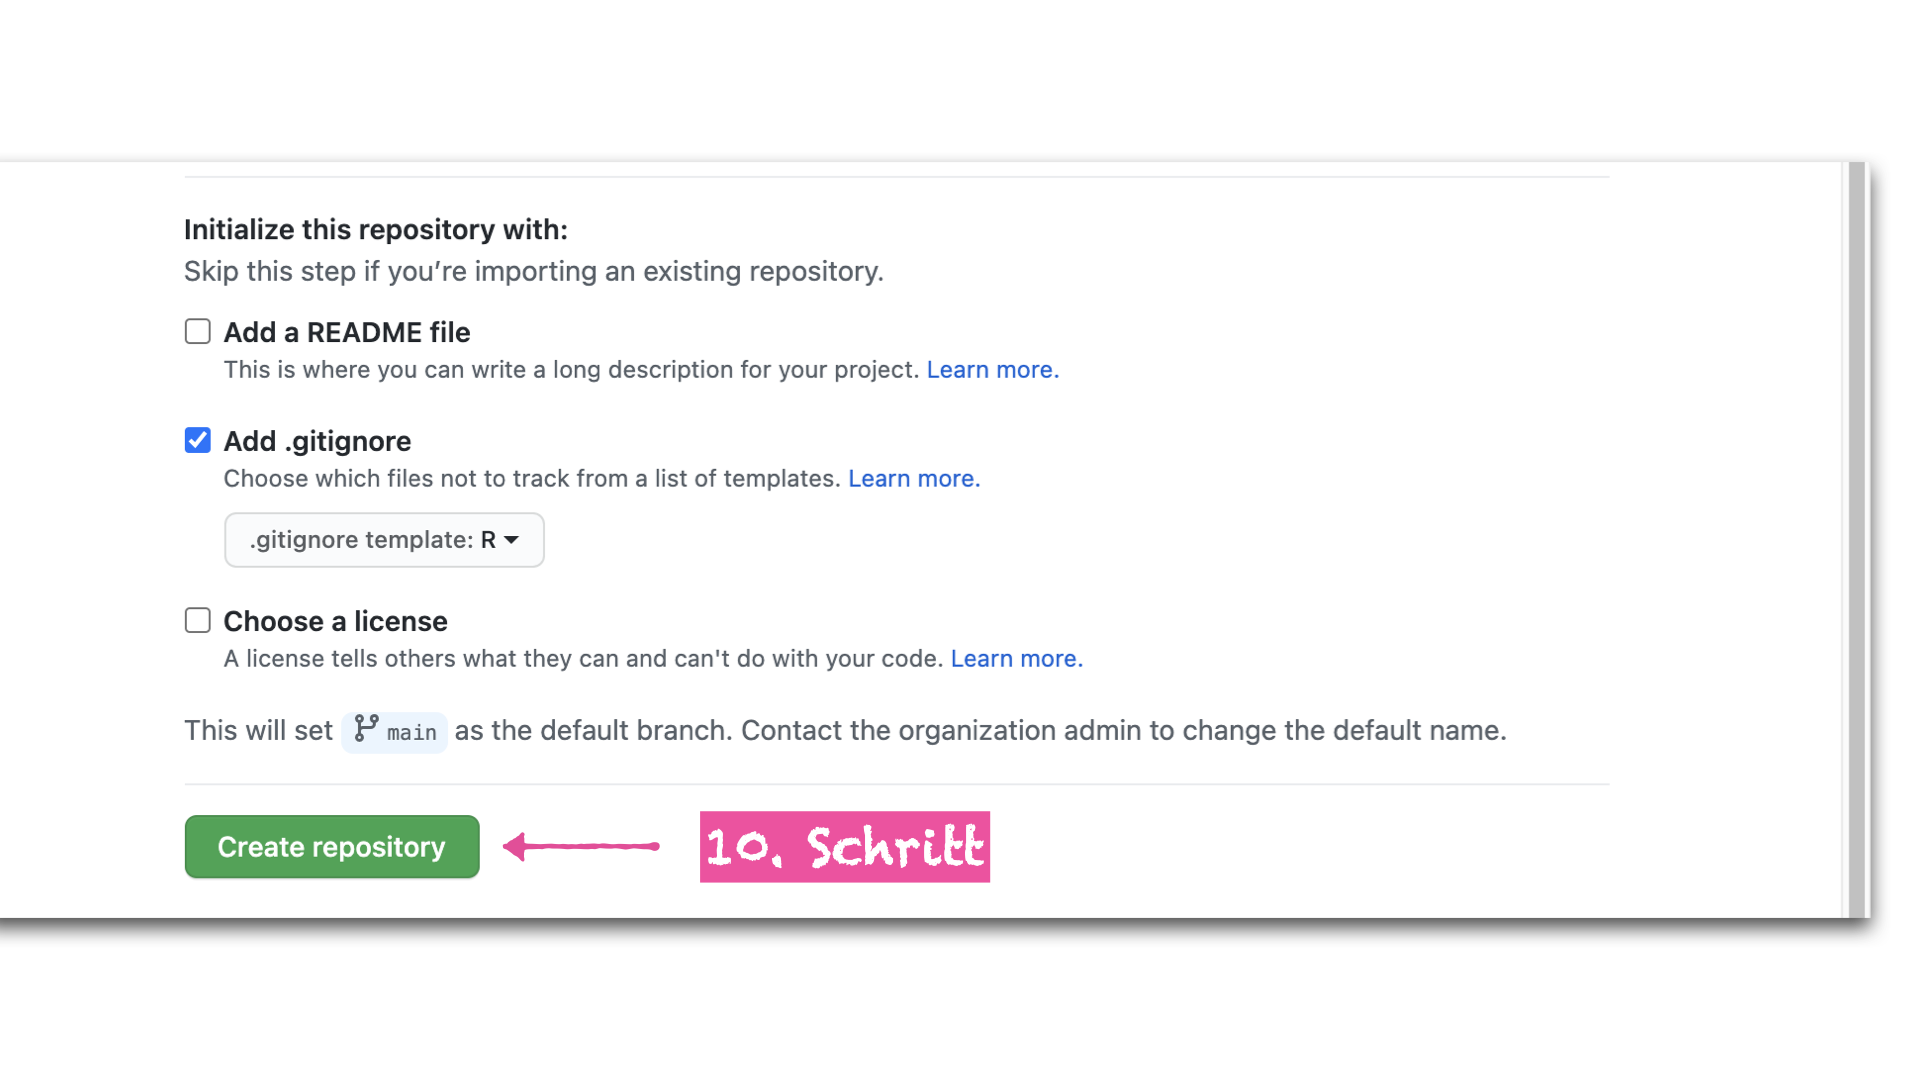 Initialize this repository with:
Skip this step if you’re importing an existing repository.
Add a README file
This is where you can write a long description for your project. Learn more.
Add .gitignore
Choose which files not to track from a list of templates. Learn more.
.gitignore template: R
Choose a license
A license tells others what they can and can't do with your code. Learn more.
This will set main as the default branch. Contact the organization admin to change the default name.
Create repository
10. Schritt